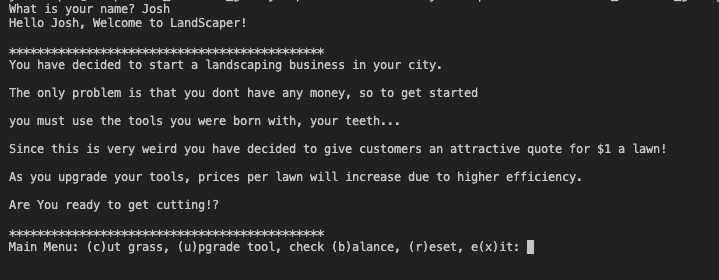 What is your name? Josh
Hello Josh, Welcome to LandScaper!
*********************************************
You have decided to start a landscaping business in your city.
The only problem is that you dont have any money, so to get started
you must use the tools you were born with, your teeth...
Since this is very weird you have decided to give customers an attractive quote for $1 a lawn!
As you upgrade your tools, prices per lawn will increase due to higher efficiency.
Are You ready to get cutting!?
*********************************************
Main Menu: (c)ut grass, (u)pgrade tool, check (b)alance, (r)eset, e(x)it: